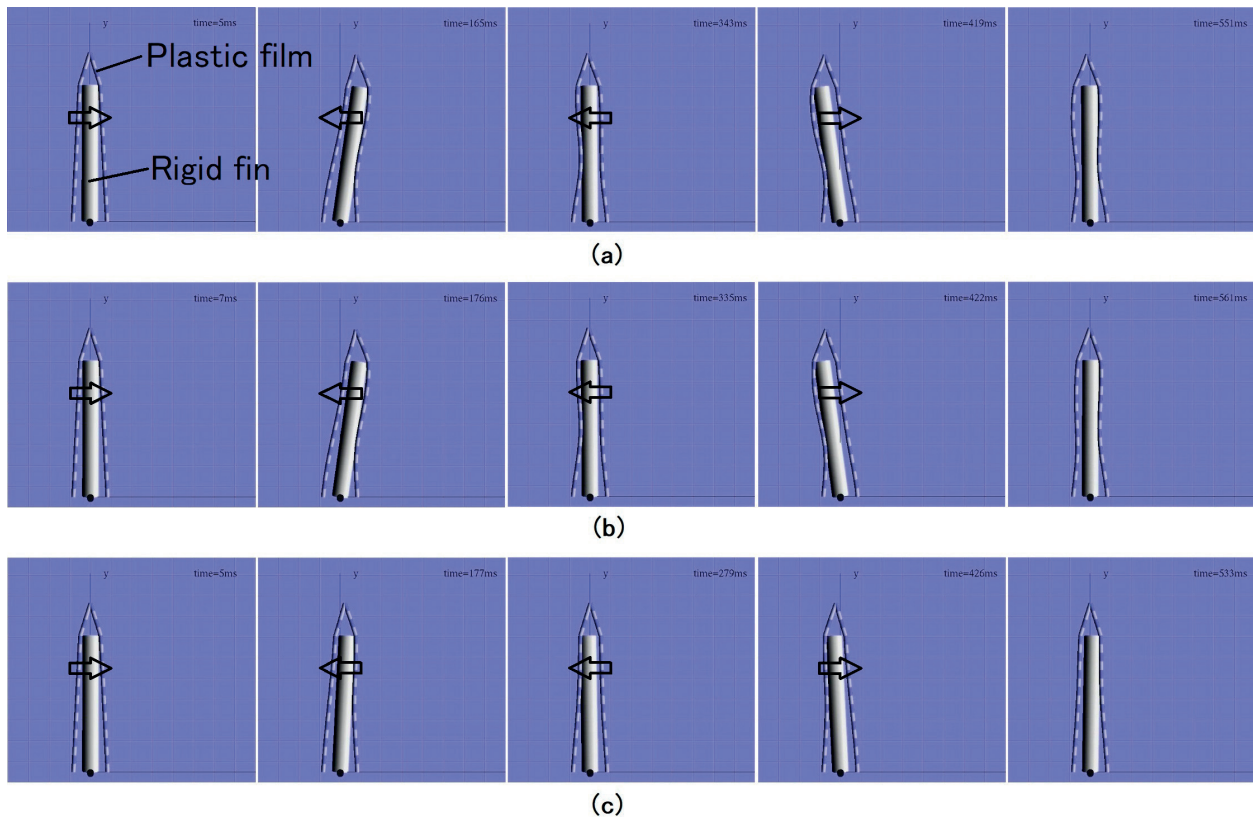 y time=5ms y time=165ms y time=343ms y time=419ms y time=551ms
Plastic film
Rigid fin
(a)
y time=7ms y time=176ms y time=335ms y time=422ms y time=561ms
(b)
y time=5ms y time=177ms y time=279ms y time=426ms y time=533ms
(c)